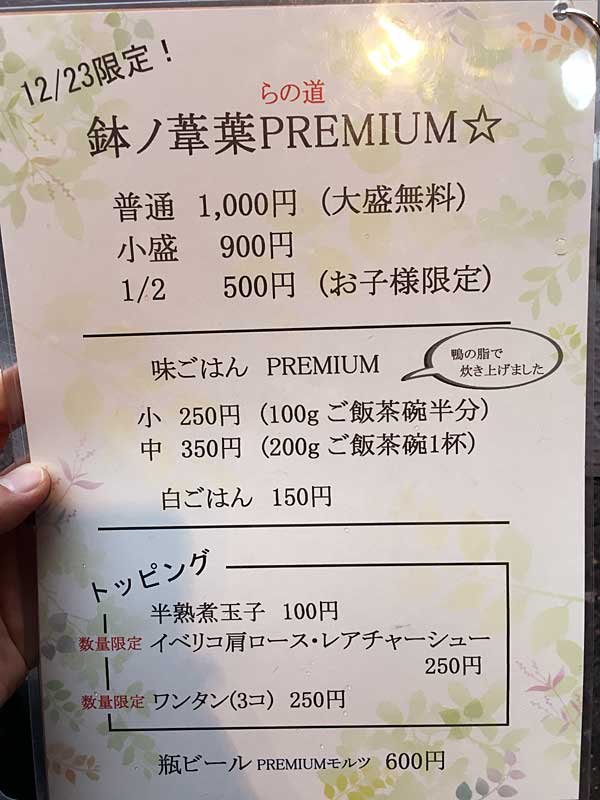 12/23限定！
らの道
鉢ノ葦葉PREMIUM☆
普通 1,000円 (大盛無料)
小盛 900円
1/2 500円 (お子様限定)
味ごはん PREMIUM
鴨の脂で
炊き上げました
小 250円 (100g ご飯茶碗半分)
中 350円 (200g ご飯茶碗1杯)
白ごはん 150円
トッピング
半熟煮玉子 100円
数量限定 イベリコ肩ロース・レアチャーシュー
250円
数量限定 ワンタン(3コ) 250円
瓶ビール PREMIUMモルツ 600円